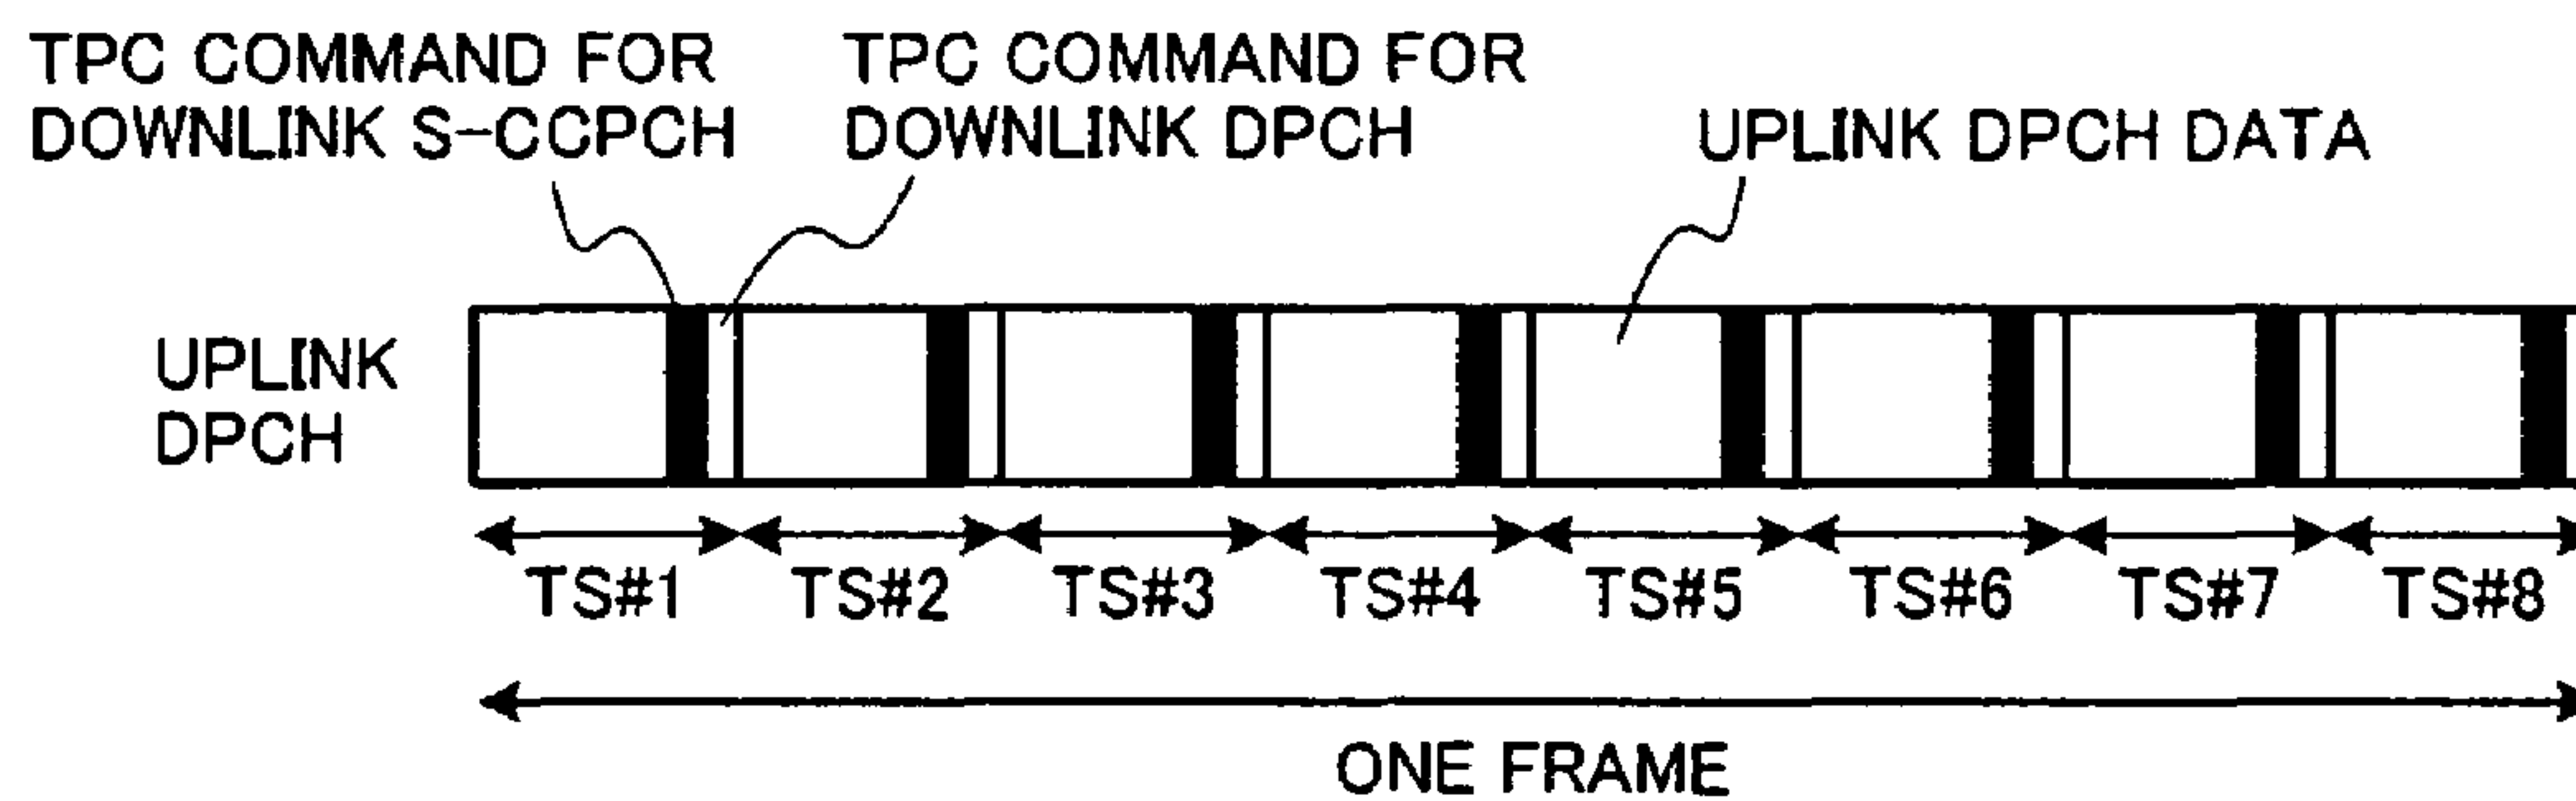 TPC COMMAND FOR
DOWNLINK S-CCPCH
TPC COMMAND FOR
DOWNLINK DPCH
UPLINK DPCH DATA
UPLINK
DPCH
TS#1 TS#2 TS#3 TS#4 TS#5 TS#6 TS#7 TS#8
ONE FRAME